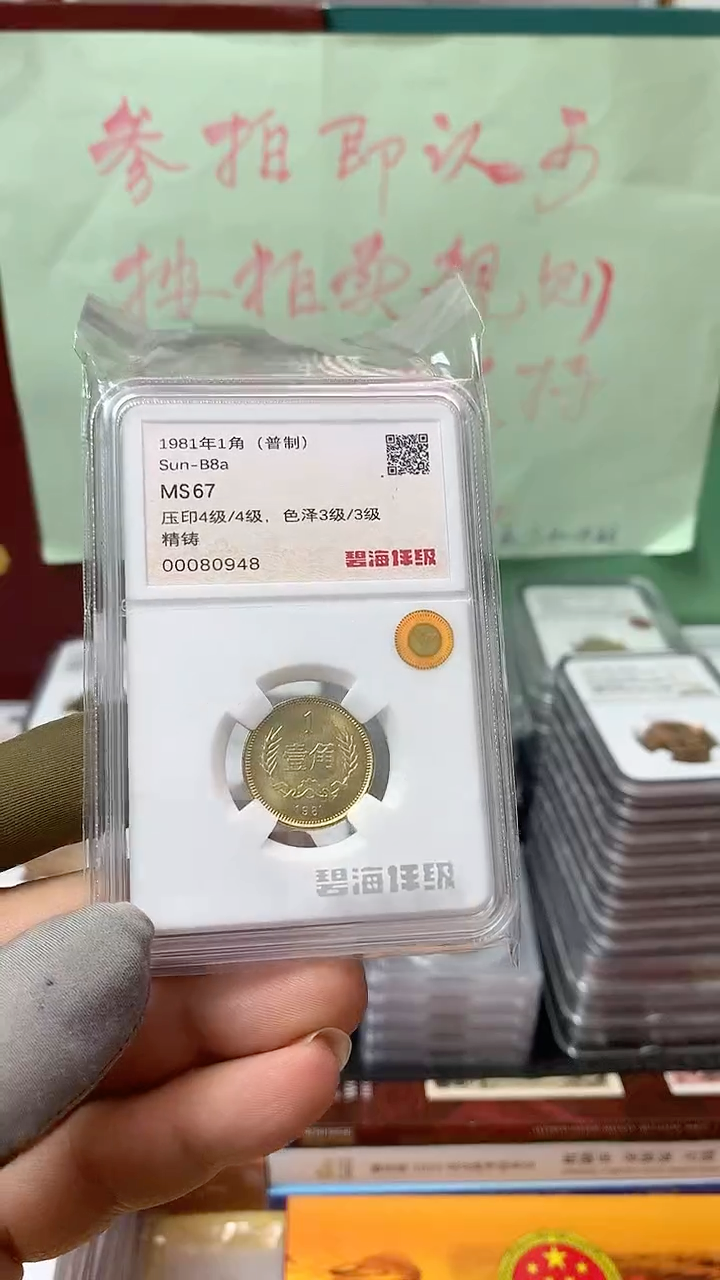 参拍即认可
按拍卖规则
持
1981年1角（普制）
Sun-B8a
MS67
压印4级/4级，色泽3级/3级
精铸
00080948
碧海评级
1
壹角
1981
碧海评级